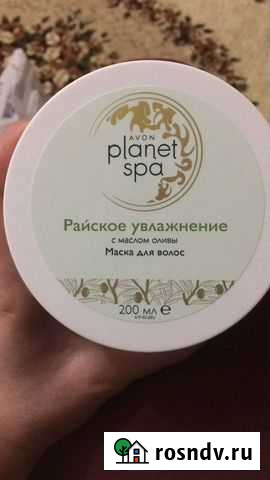 AVON
planet
spa
Райское увлажнение
с маслом оливы
Маска для волос
200 мл e
rosndv.ru